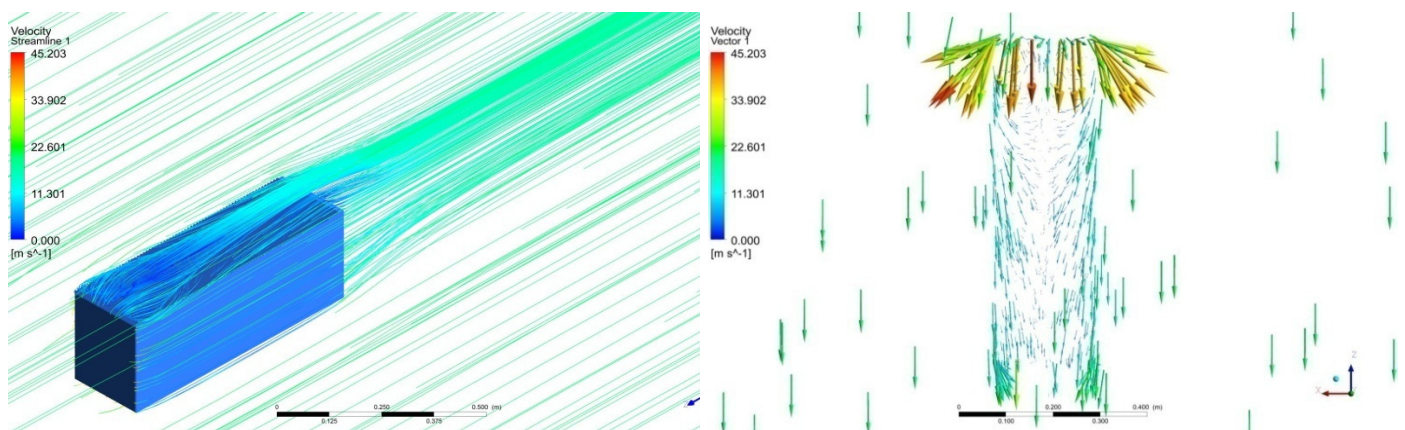 Velocity
Streamline 1
45.203
33.902
22.601
11.301
0.000
[m s^-1]
0
0.250
0.500
(m)
0.125
0.375
Z
Velocity
Vector 1
45.203
33.902
22.601
11.301
0.000
[m s^-1]
0
0.200
0.400
(m)
0.100
0.300
Z
X